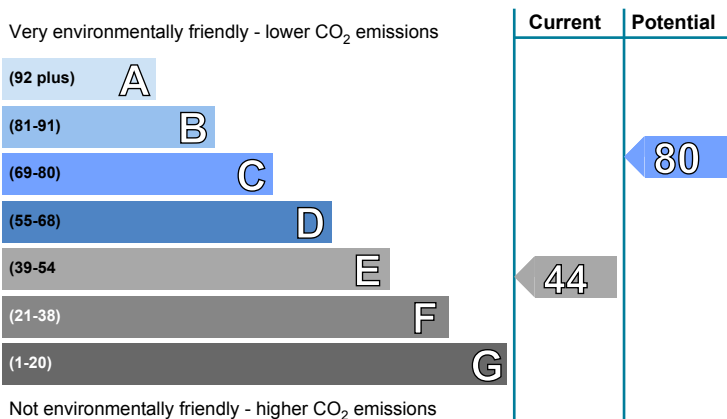 Current Potential
Very environmentally friendly - lower CO2 emissions
(92 plus) A
(81-91) B
(69-80) C
80
(55-68) D
(39-54 E
44
(21-38) F
(1-20) G
Not environmentally friendly - higher CO2 emissions